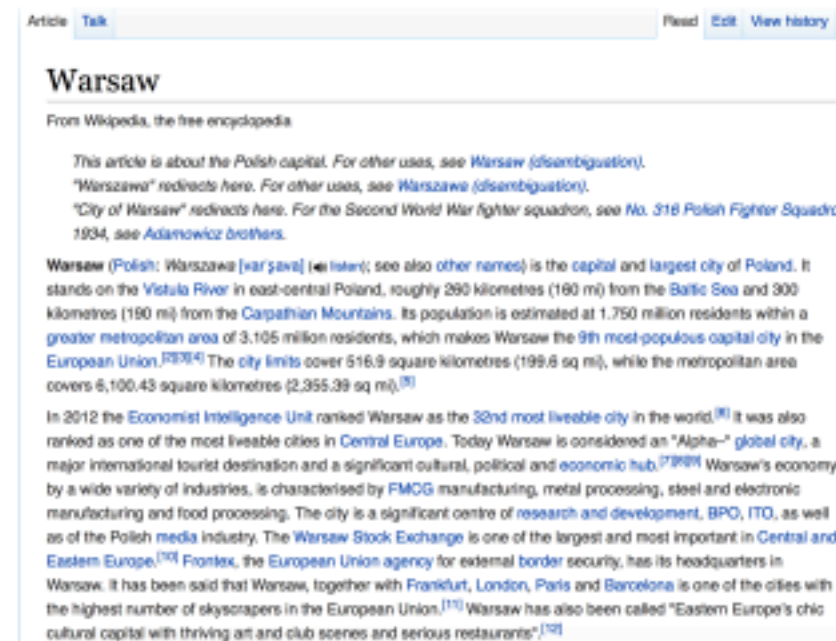 Article Talk Read Edit View history
Warsaw
From Wikipedia, the free encyclopedia
This article is about the Polish capital. For other uses, see Warsaw (disambiguation).
"Warszawa" redirects here. For other uses, see Warszawa (disambiguation).
"City of Warsaw" redirects here. For the Second World War fighter squadron, see No. 316 Polish Fighter Squadro
1934, see Adamowicz brothers.
Warsaw (Polish: Warszawa [varˈʂava] ( listen); see also other names) is the capital and largest city of Poland. It
stands on the Vistula River in east-central Poland, roughly 260 kilometres (160 mi) from the Baltic Sea and 300
kilometres (190 mi) from the Carpathian Mountains. Its population is estimated at 1.750 million residents within a
greater metropolitan area of 3.105 million residents, which makes Warsaw the 9th most-populous capital city in the
European Union.[2][3][4] The city limits cover 516.9 square kilometres (199.6 sq mi), while the metropolitan area
covers 6,100.43 square kilometres (2,355.39 sq mi).[5]
In 2012 the Economist Intelligence Unit ranked Warsaw as the 32nd most liveable city in the world.[6] It was also
ranked as one of the most liveable cities in Central Europe. Today Warsaw is considered an "Alpha–" global city, a
major international tourist destination and a significant cultural, political and economic hub.[7][8][9] Warsaw's economy
by a wide variety of industries, is characterised by FMCG manufacturing, metal processing, steel and electronic
manufacturing and food processing. The city is a significant centre of research and development, BPO, ITO, as well
as of the Polish media industry. The Warsaw Stock Exchange is one of the largest and most important in Central and
Eastern Europe.[10] Frontex, the European Union agency for external border security, has its headquarters in
Warsaw. It has been said that Warsaw, together with Frankfurt, London, Paris and Barcelona is one of the cities with
the highest number of skyscrapers in the European Union.[11] Warsaw has also been called "Eastern Europe's chic
cultural capital with thriving art and club scenes and serious restaurants".[12]